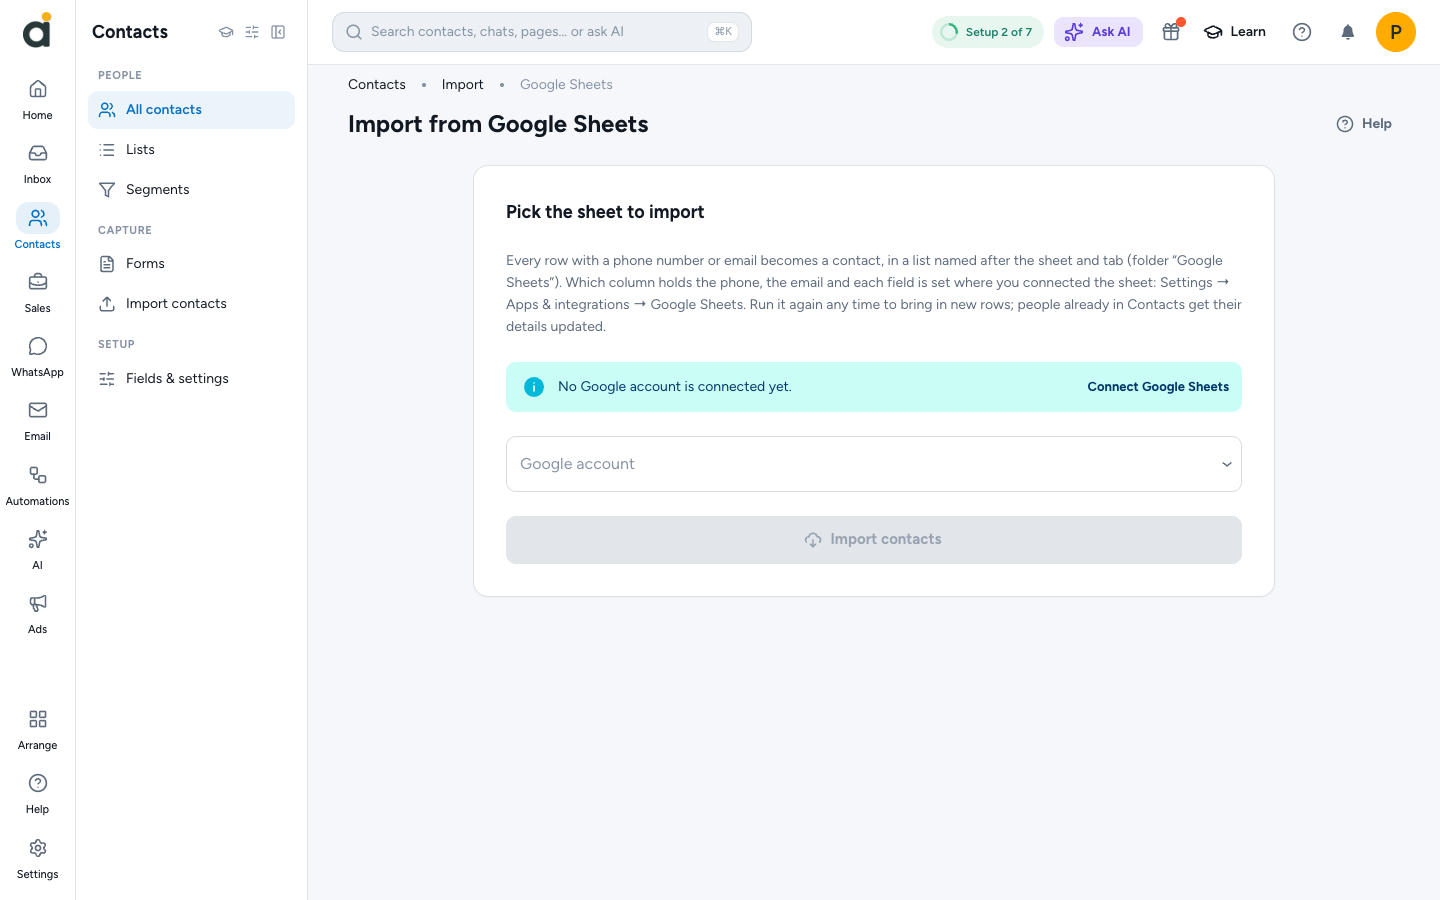 Contacts
Search contacts, chats, pages... or ask AI
⌘K
Setup 2 of 7
Ask AI
Learn
P
Home
Inbox
Contacts
Sales
WhatsApp
Email
Automations
AI
Ads
Arrange
Help
Settings
PEOPLE
All contacts
Lists
Segments
CAPTURE
Forms
Import contacts
SETUP
Fields & settings
Contacts • Import • Google Sheets
Import from Google Sheets
Help
Pick the sheet to import
Every row with a phone number or email becomes a contact, in a list named after the sheet and tab (folder “Google
Sheets”). Which column holds the phone, the email and each field is set where you connected the sheet: Settings →
Apps & integrations → Google Sheets. Run it again any time to bring in new rows; people already in Contacts get their
details updated.
No Google account is connected yet.
Connect Google Sheets
Google account
Import contacts